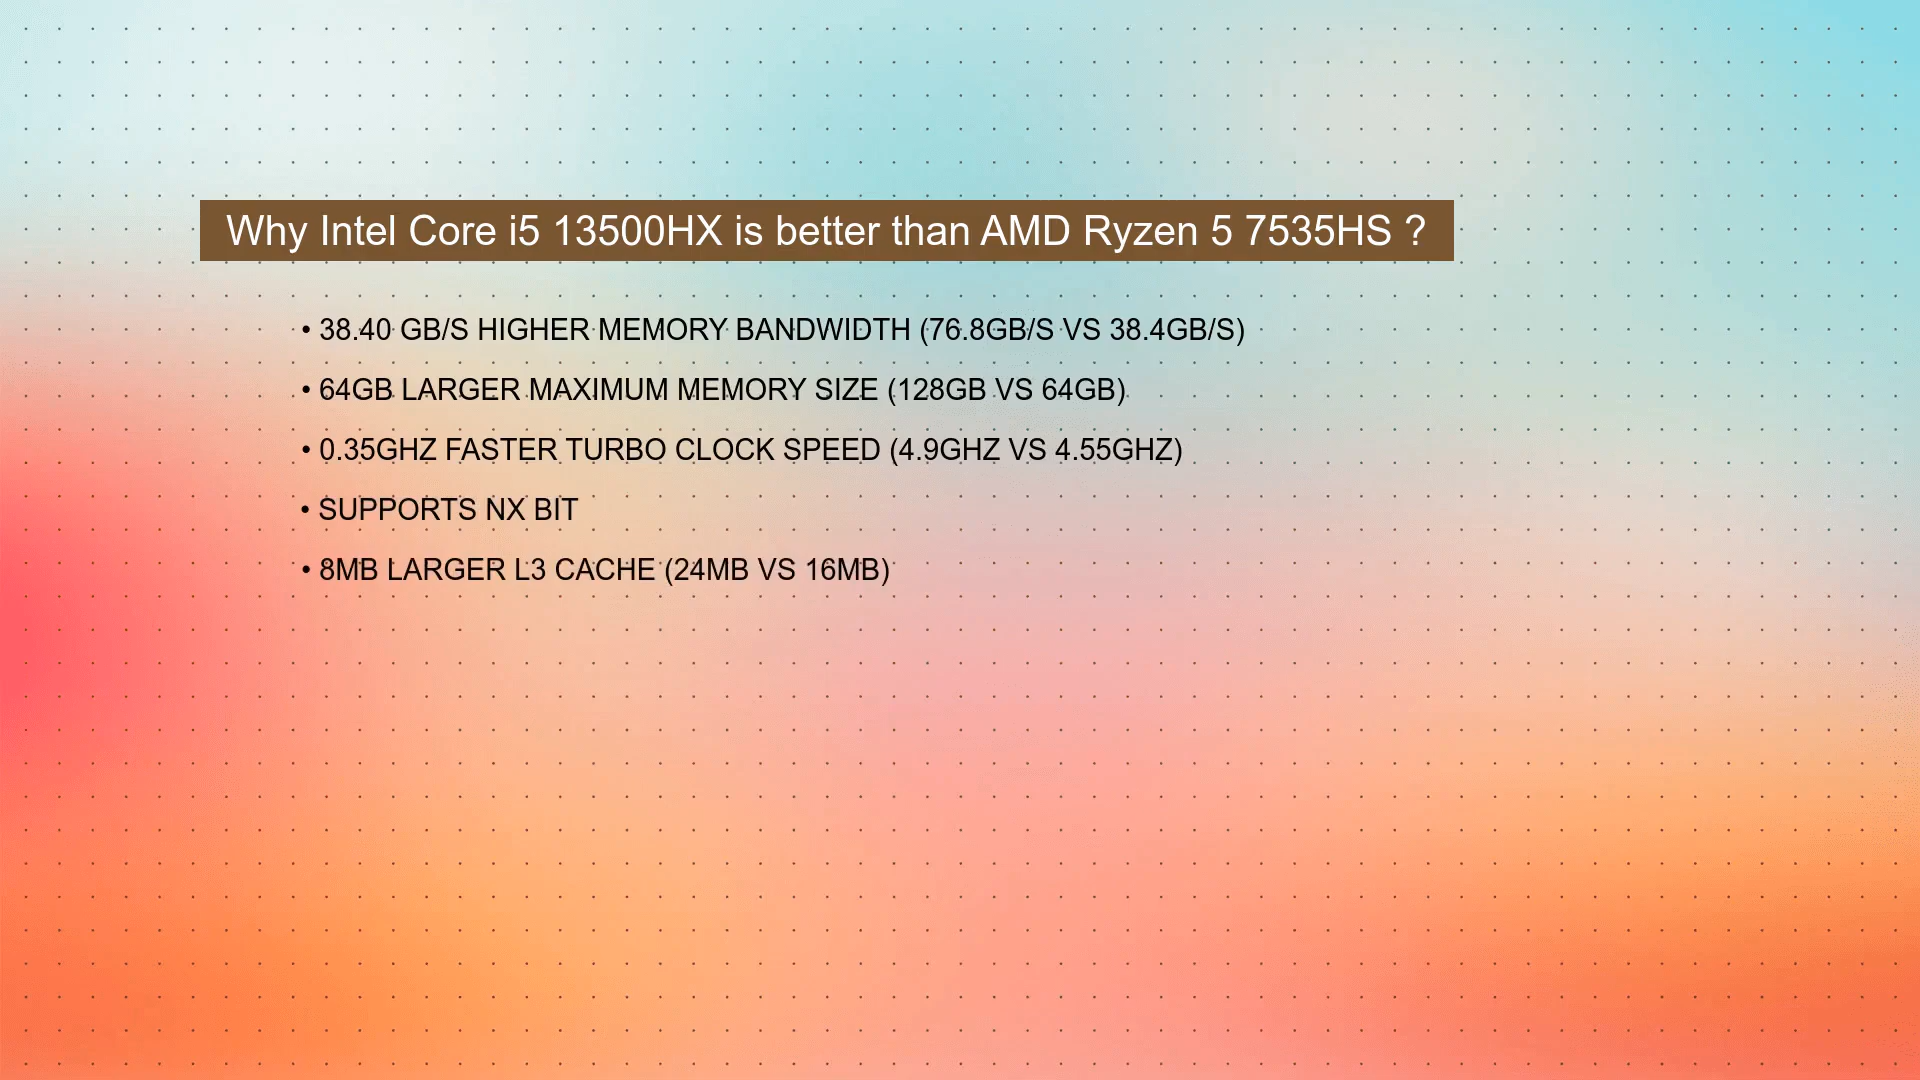 Why Intel Core i5 13500HX is better than AMD Ryzen 5 7535HS ?
• 38.40 GB/S HIGHER MEMORY BANDWIDTH (76.8GB/S VS 38.4GB/S)
• 64GB LARGER MAXIMUM MEMORY SIZE (128GB VS 64GB)
• 0.35GHZ FASTER TURBO CLOCK SPEED (4.9GHZ VS 4.55GHZ)
• SUPPORTS NX BIT
• 8MB LARGER L3 CACHE (24MB VS 16MB)